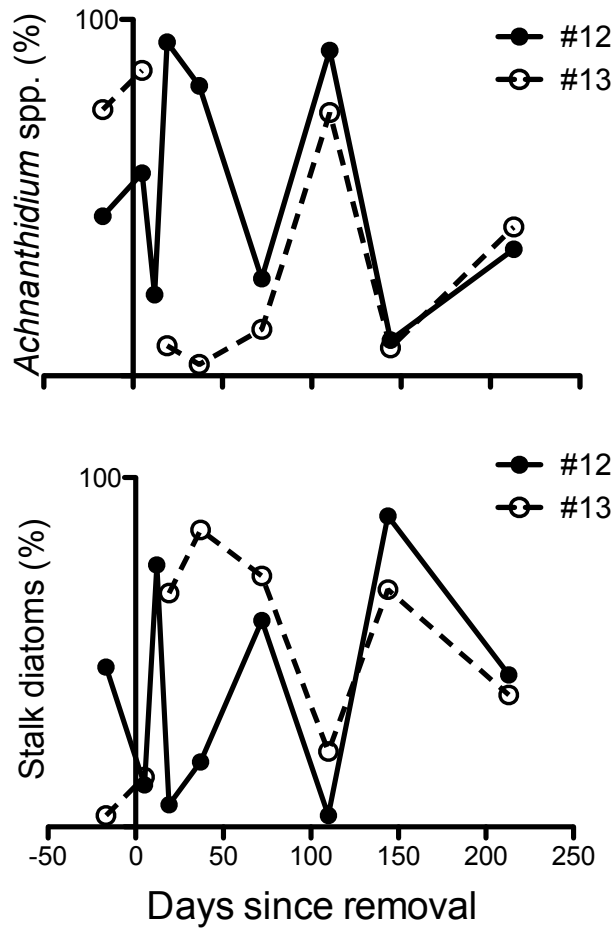 100
#12
#13
Achnanthidium spp. (%)
100
#12
#13
Stalk diatoms (%)
-50 0 50 100 150 200 250
Days since removal